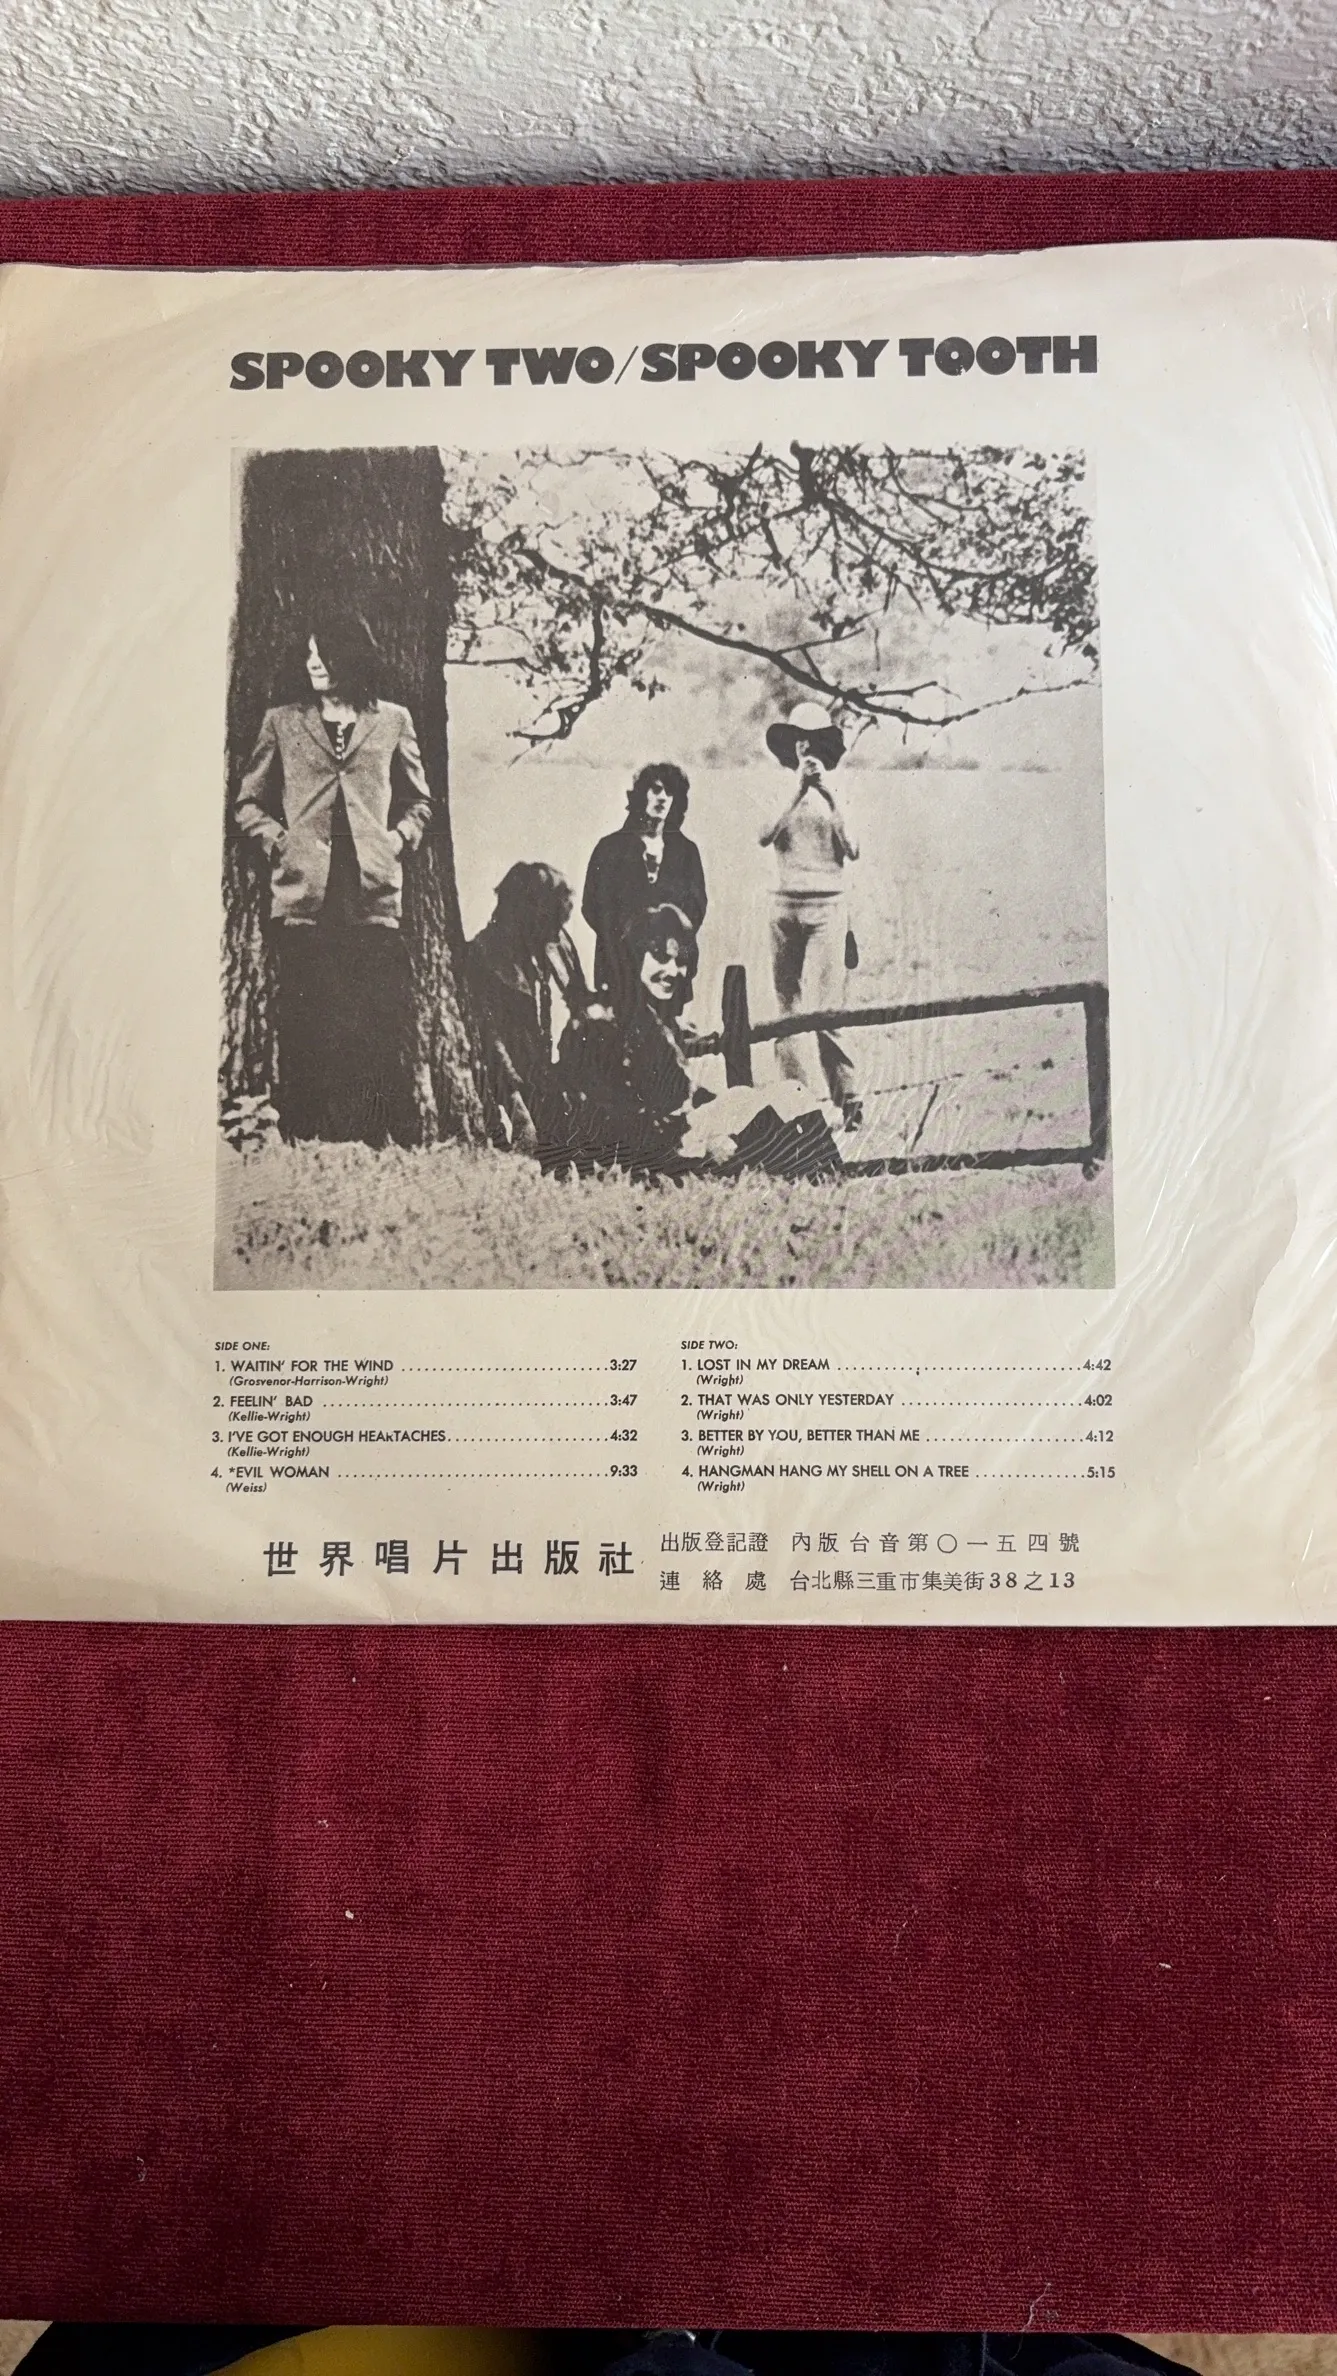 SPOOKY TWO/SPOOKY TOOTH
SIDE ONE:
1. WAITIN' FOR THE WIND ..........................3:27
(Grosvenor-Harrison-Wright)
2. FEELIN' BAD ....................................3:47
(Kellie-Wright)
3. I'VE GOT ENOUGH HEARTACHES....................4:32
(Kellie-Wright)
4. *EVIL WOMAN ..................................9:33
(Weiss)
SIDE TWO:
1. LOST IN MY DREAM ...............................4:42
(Wright)
2. THAT WAS ONLY YESTERDAY .......................4:02
(Wright)
3. BETTER BY YOU, BETTER THAN ME ....................4:12
(Wright)
4. HANGMAN HANG MY SHELL ON A TREE ..............5:15
(Wright)
世界唱片出版社
出版登記證 內版台音第〇一五四號
連絡處 台北縣三重市集美街38之13